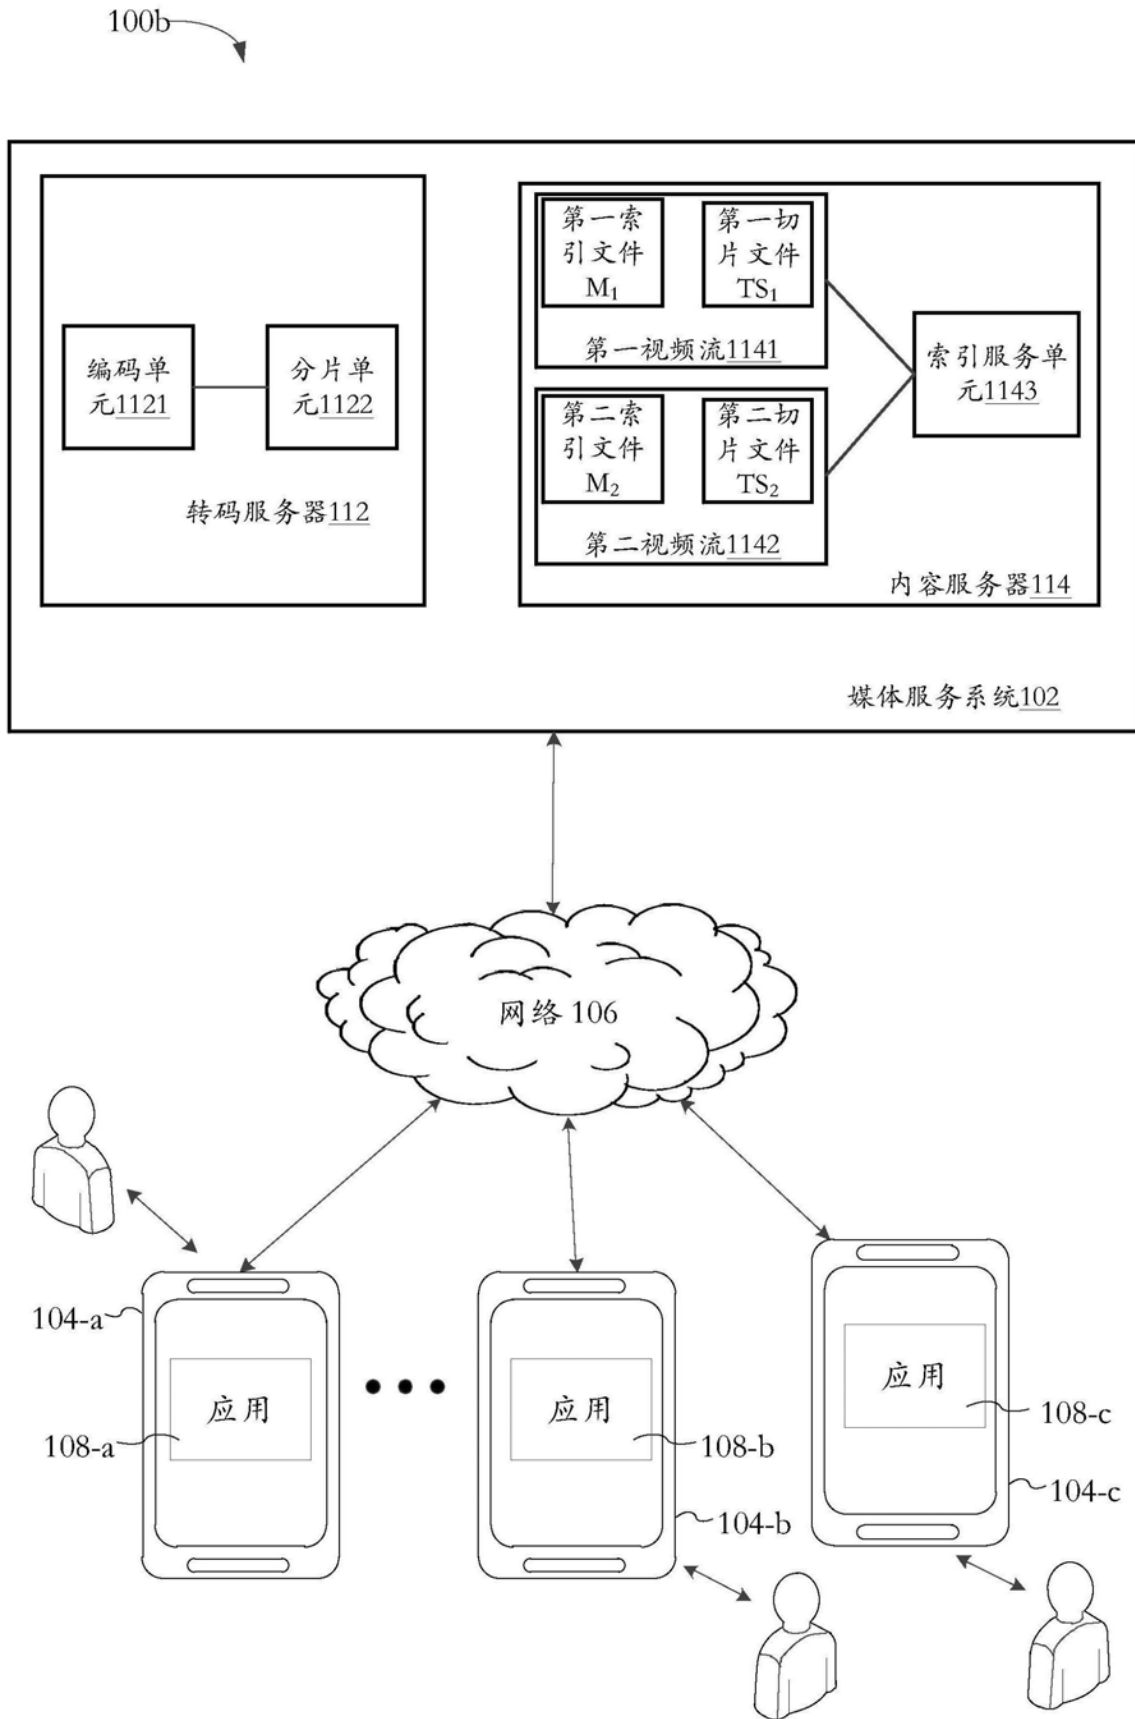 100b
第一索
引文件
M₁
第一切
片文件
TS₁
第一视频流1141
编码单
元1121
分片单
元1122
索引服务单
元1143
第二索
引文件
M₂
第二切
片文件
TS₂
第二视频流1142
转码服务器112
内容服务器114
媒体服务系统102
网络106
104-a
应用
108-a
应用
108-b
104-b
应用
108-c
104-c